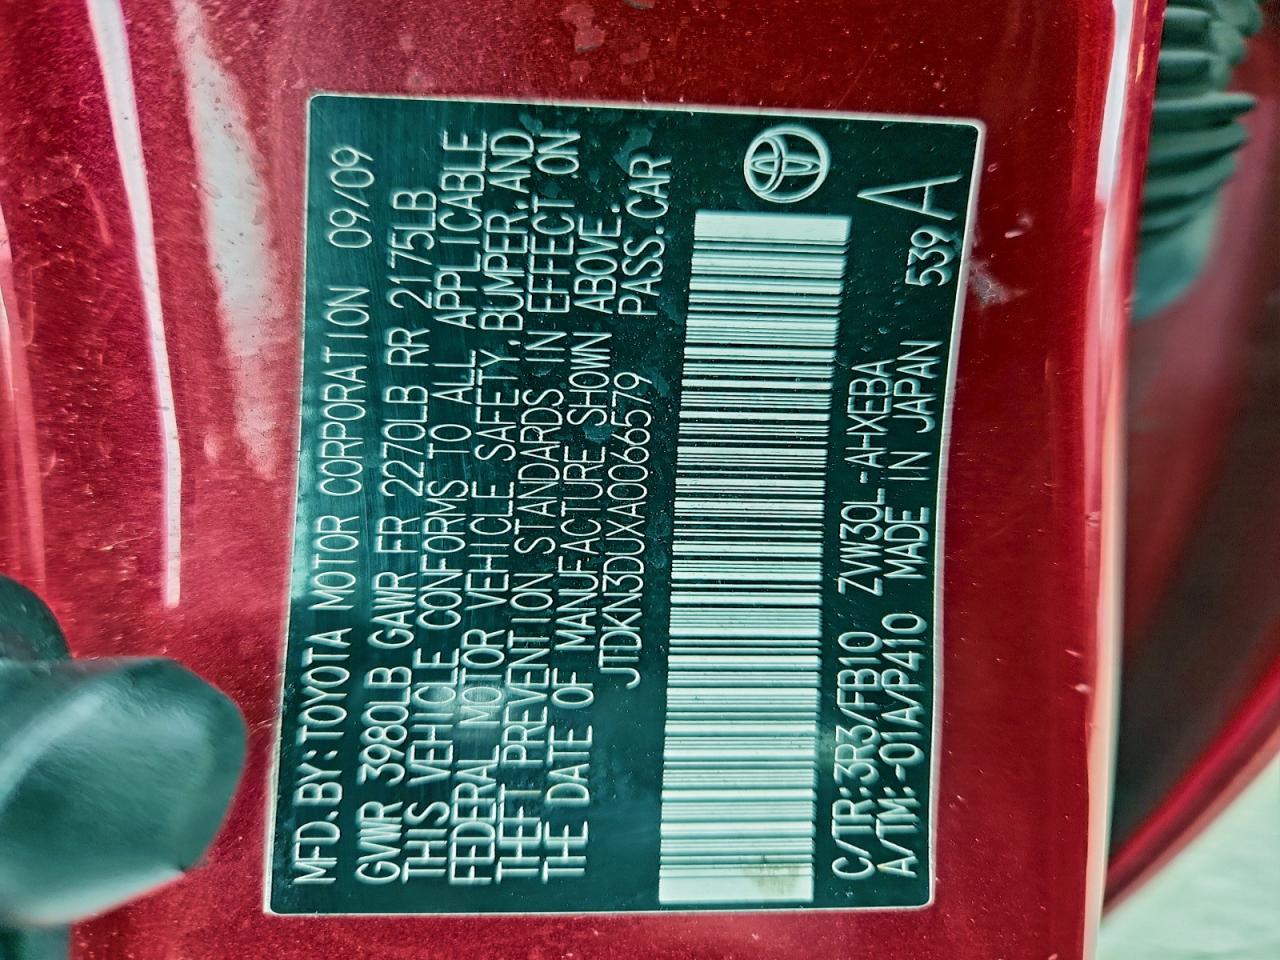 MFD.BY:TOYOTA MOTOR CORPORATION 09/09
GVWR 3980LB GAWR FR 2270LB RR 2175LB
THIS VEHICLE CONFORMS TO ALL APPLICABLE
FEDERAL MOTOR VEHICLE SAFETY, BUMPER, AND
THEFT PREVENTION STANDARDS IN EFFECT ON
THE DATE OF MANUFACTURE SHOWN ABOVE.
JTDKN3DUXA0066579 PASS.CAR
C/TR:3R3/FB10 ZVW30L-AHXEBA
A/TM:-01A/P410 MADE IN JAPAN 539 A